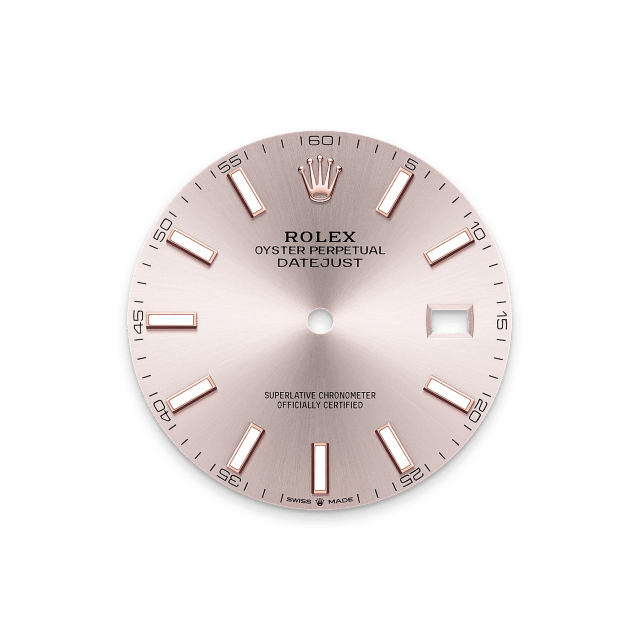 60
55
5
50
10
ROLEX
OYSTER PERPETUAL
DATEJUST
45
15
SUPERLATIVE CHRONOMETER
OFFICIALLY CERTIFIED
40
20
35
25
SWISS MADE